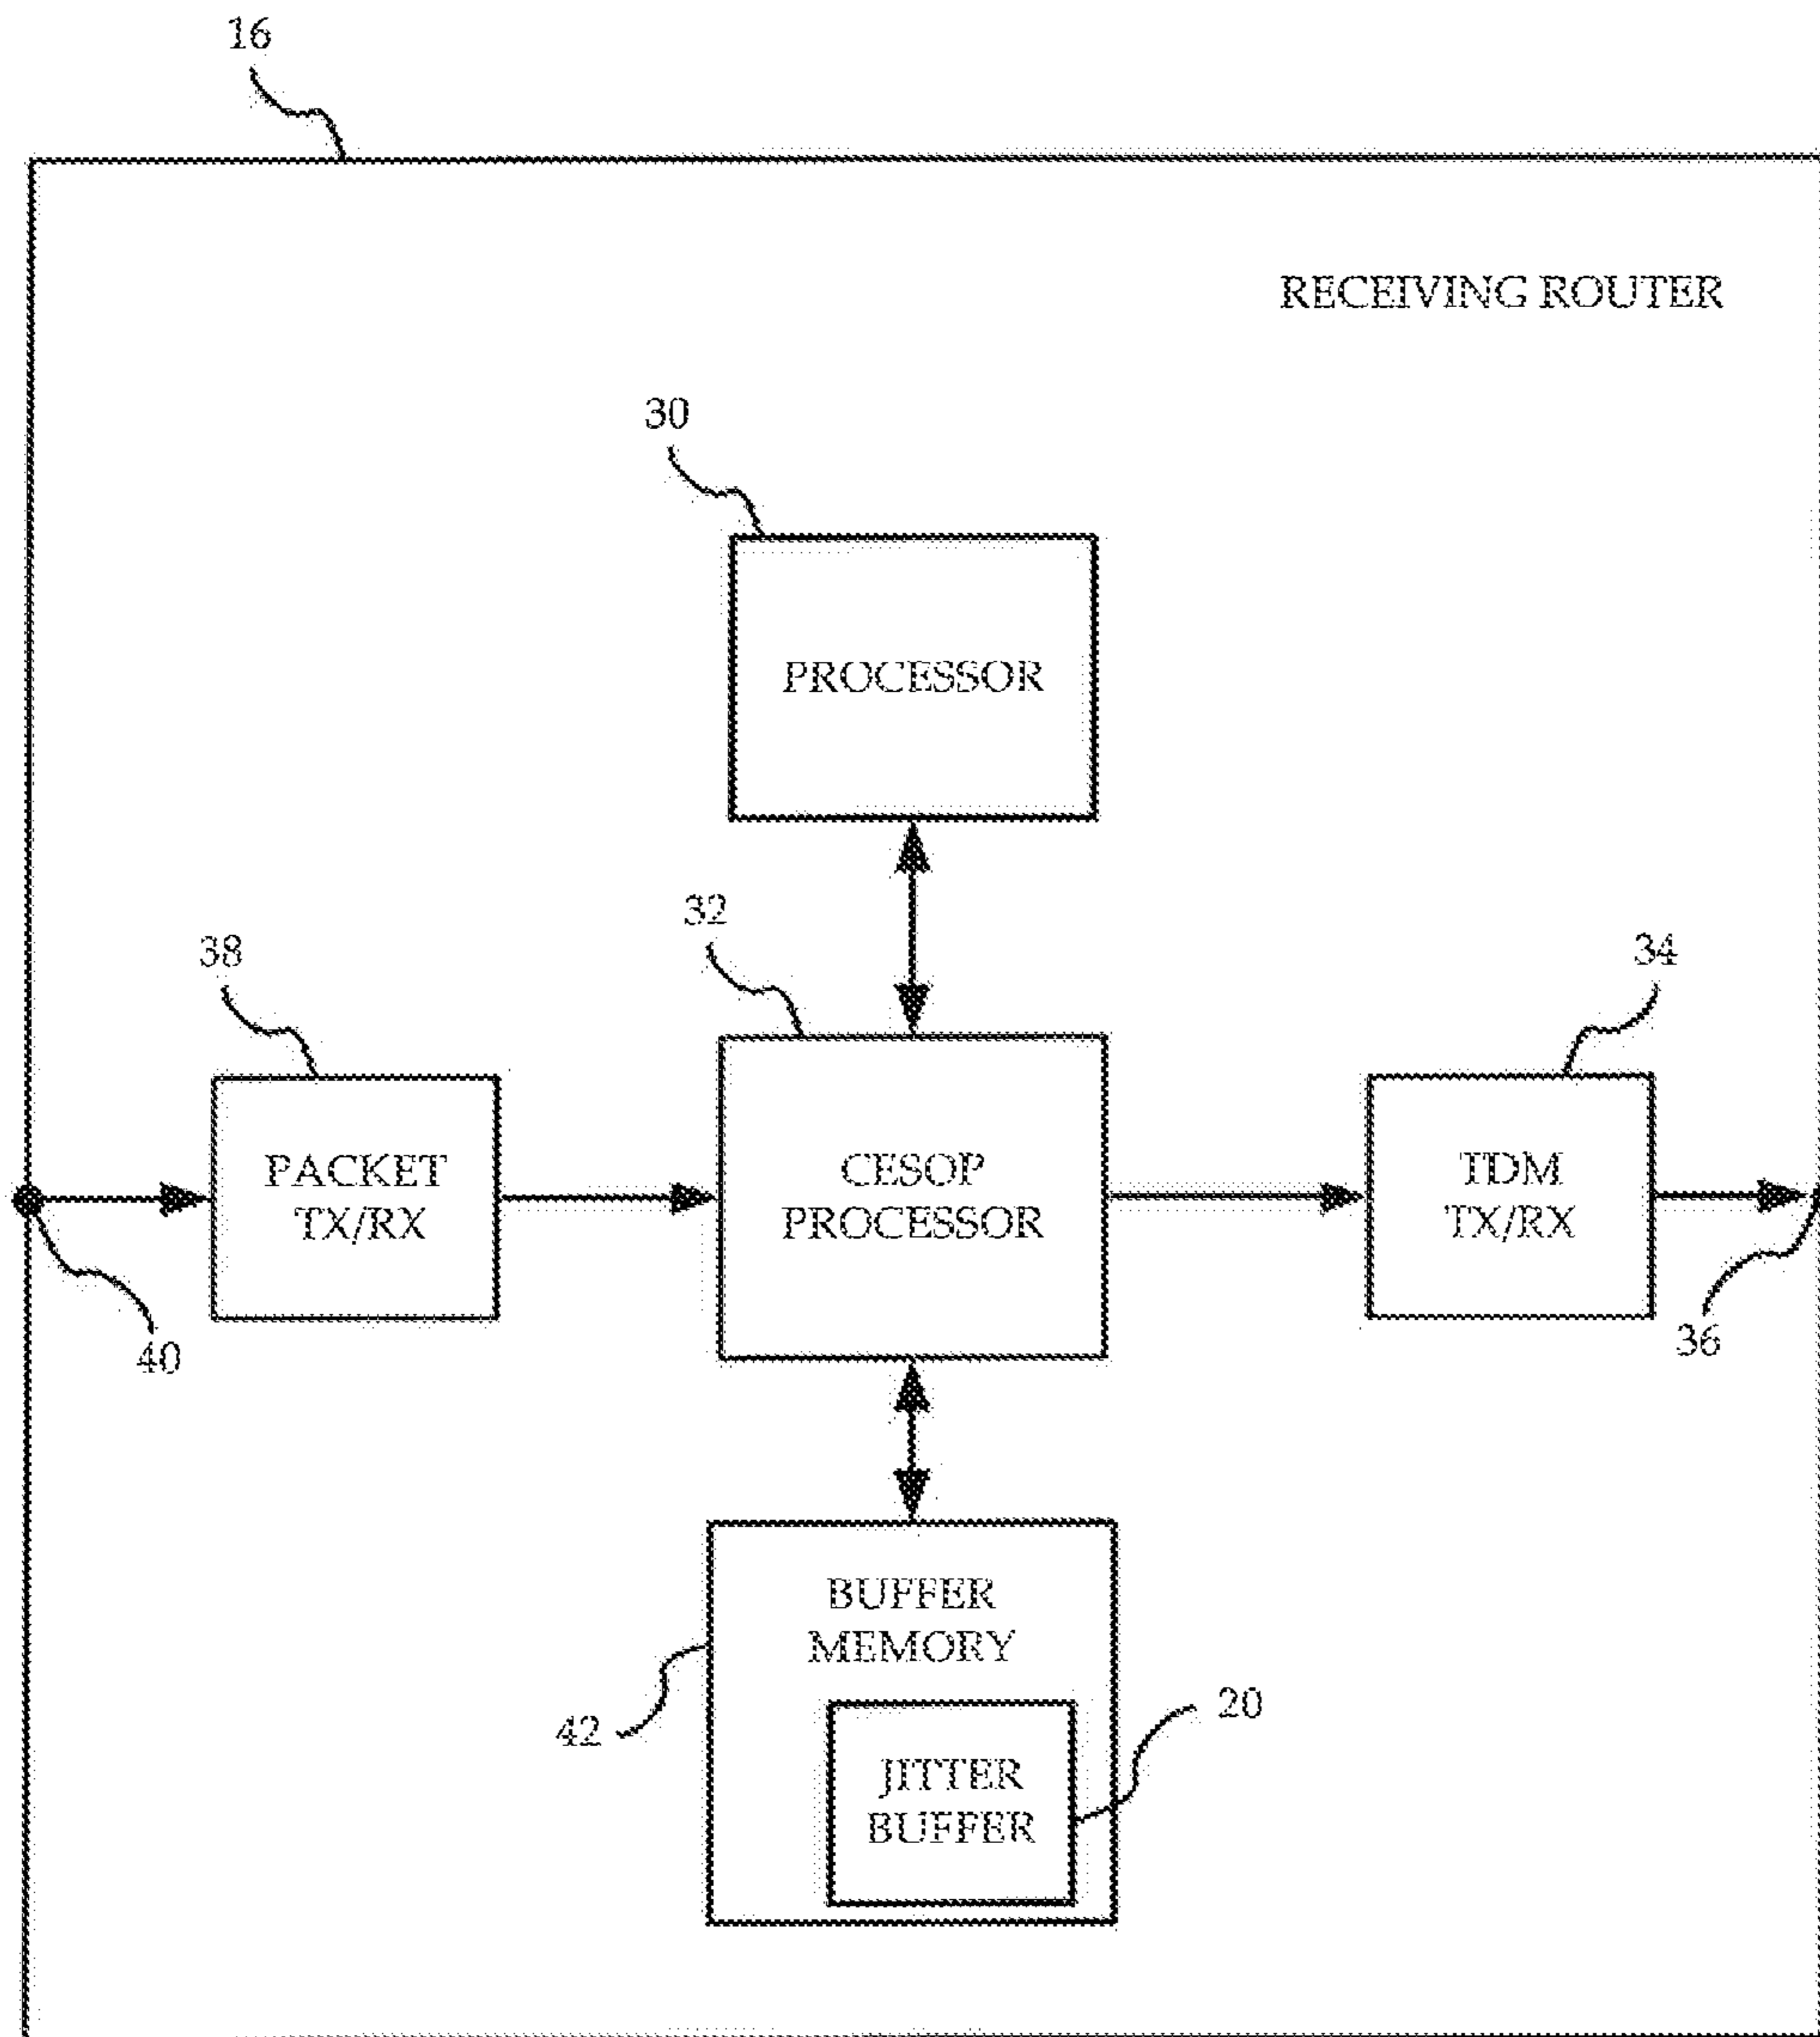 16
RECEIVING ROUTER
30
PROCESSOR
32
38
34
PACKET
TX/RX
CESOP
PROCESSOR
TDM
TX/RX
40
36
BUFFER
MEMORY
42
20
JITTER
BUFFER